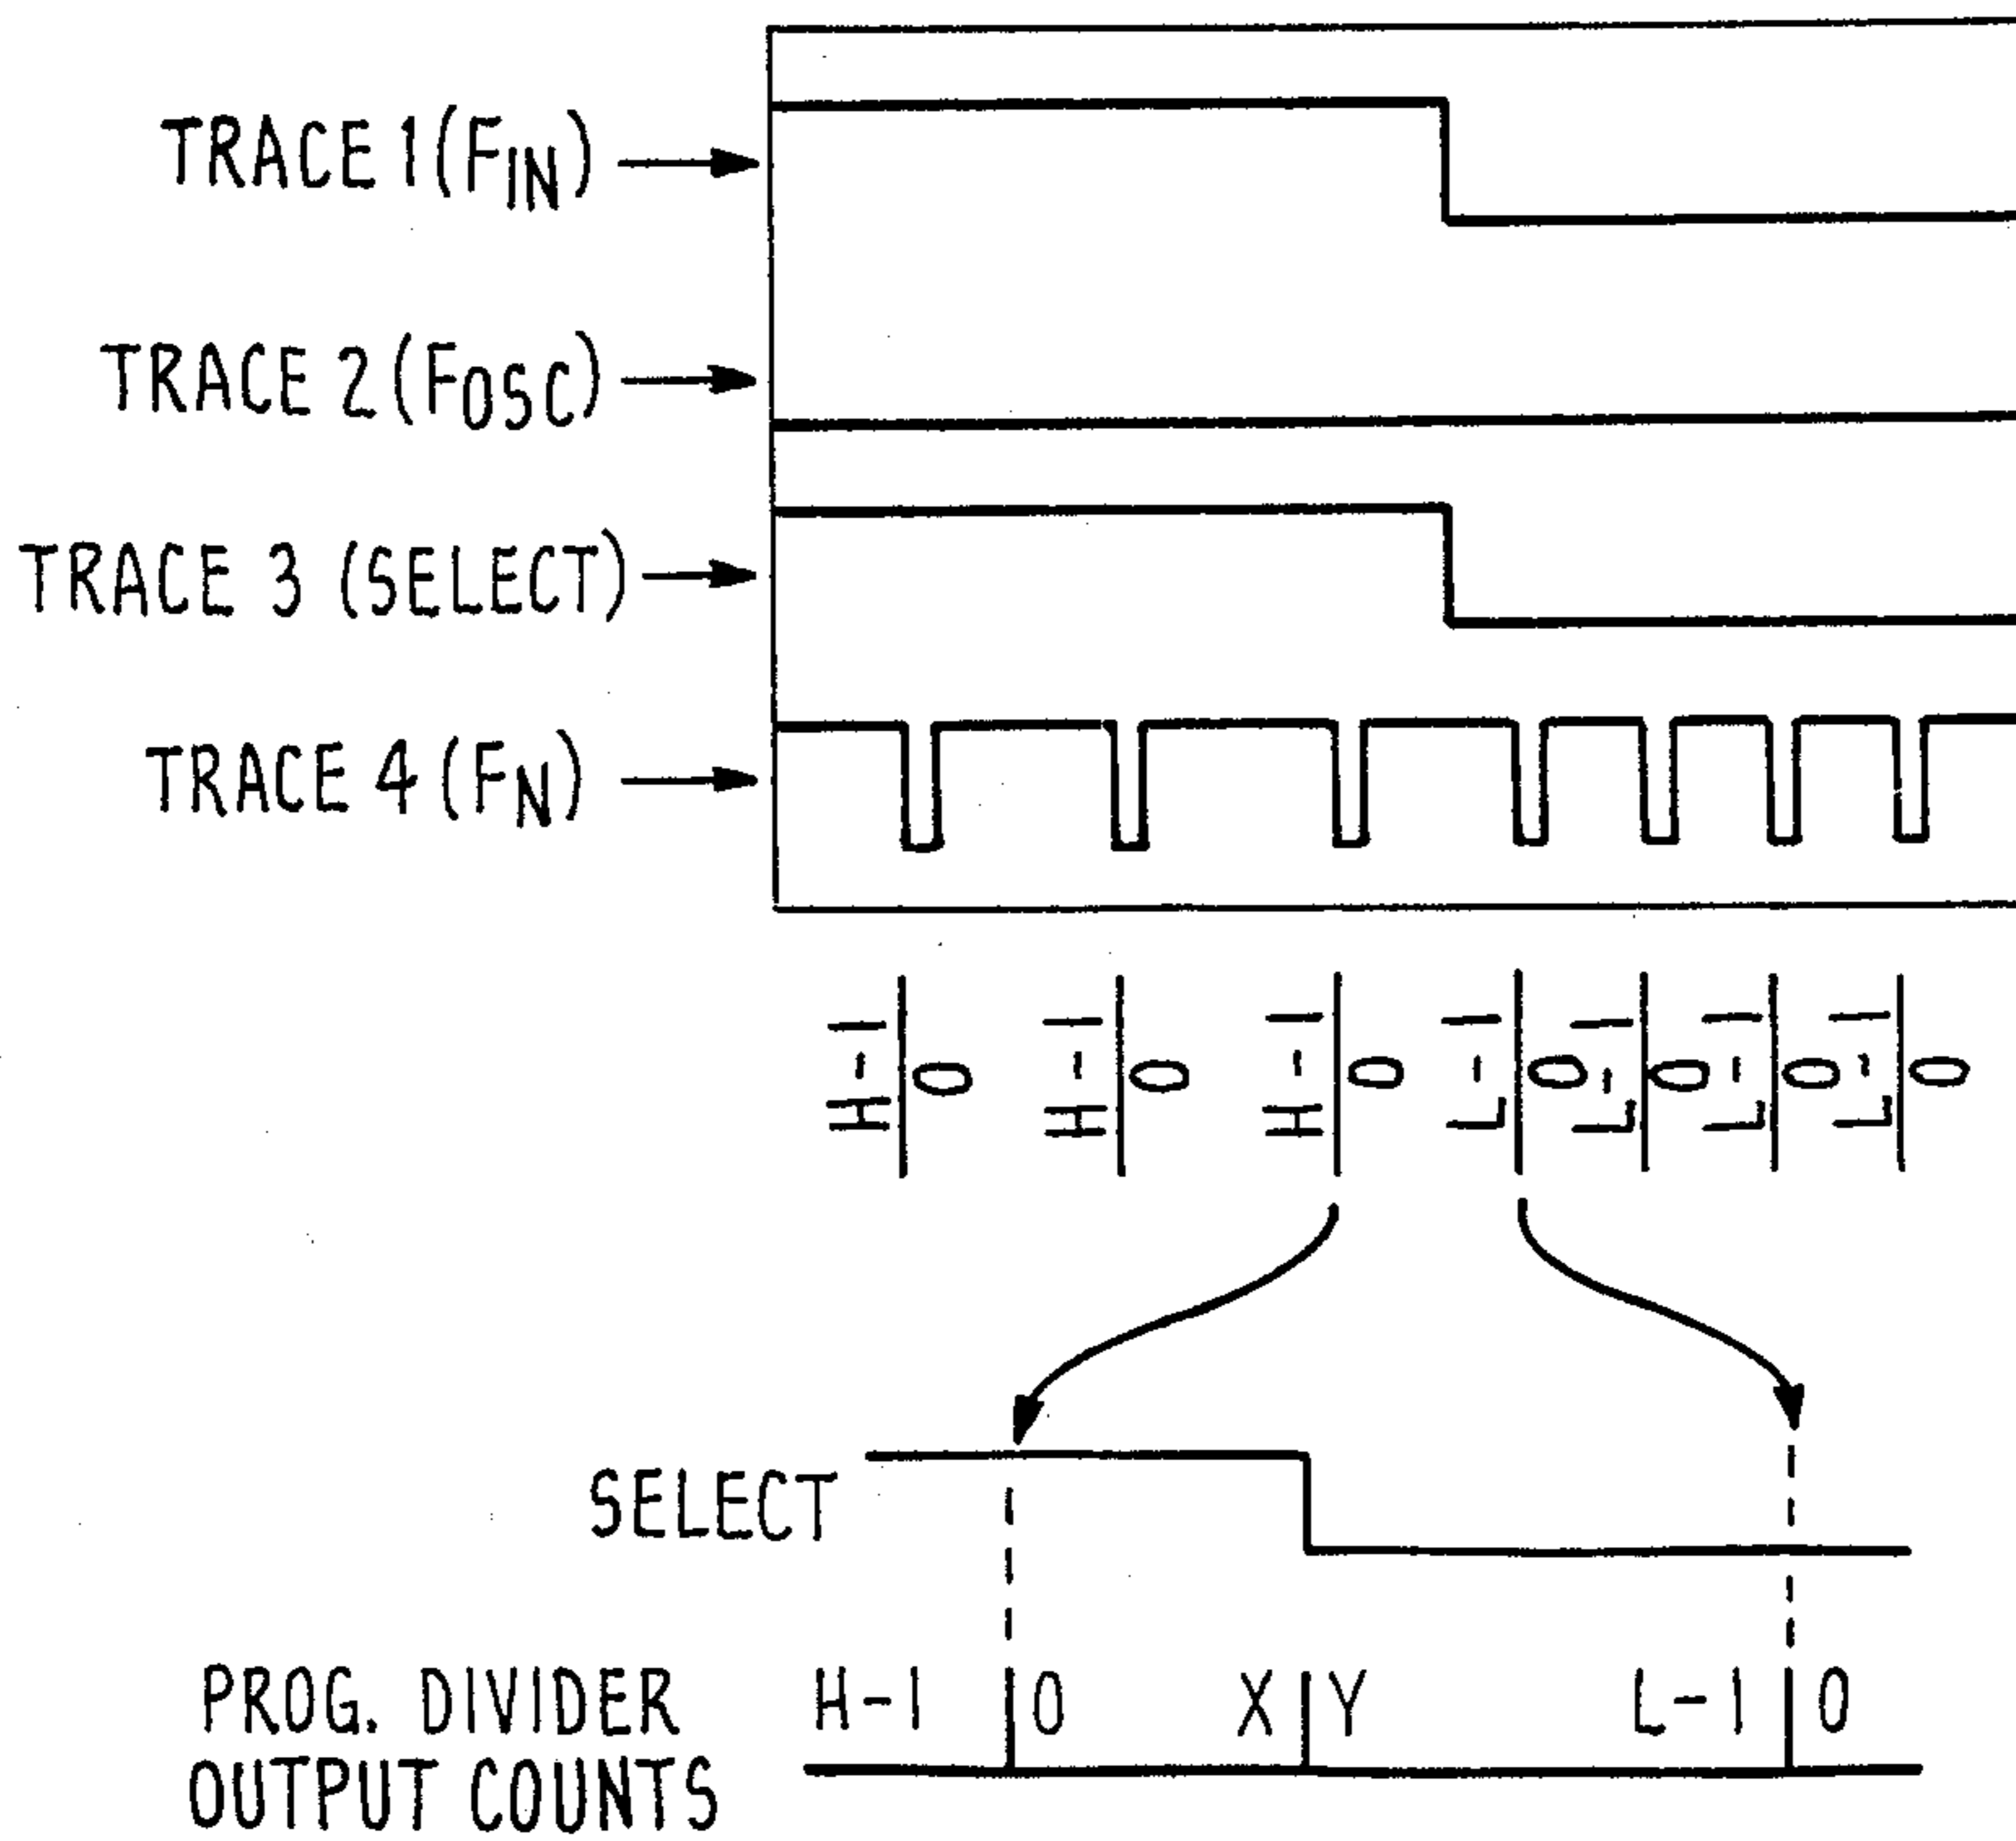 TRACE 1 (FIN)
TRACE 2 (FOSC)
TRACE 3 (SELECT)
TRACE 4 (FN)
H-1 0 H-1 0 H-1 0 L-1 0 L-1 0 L-1 0 L-1 0
SELECT
PROG. DIVIDER H-1 0 X Y L-1 0
OUTPUT COUNTS